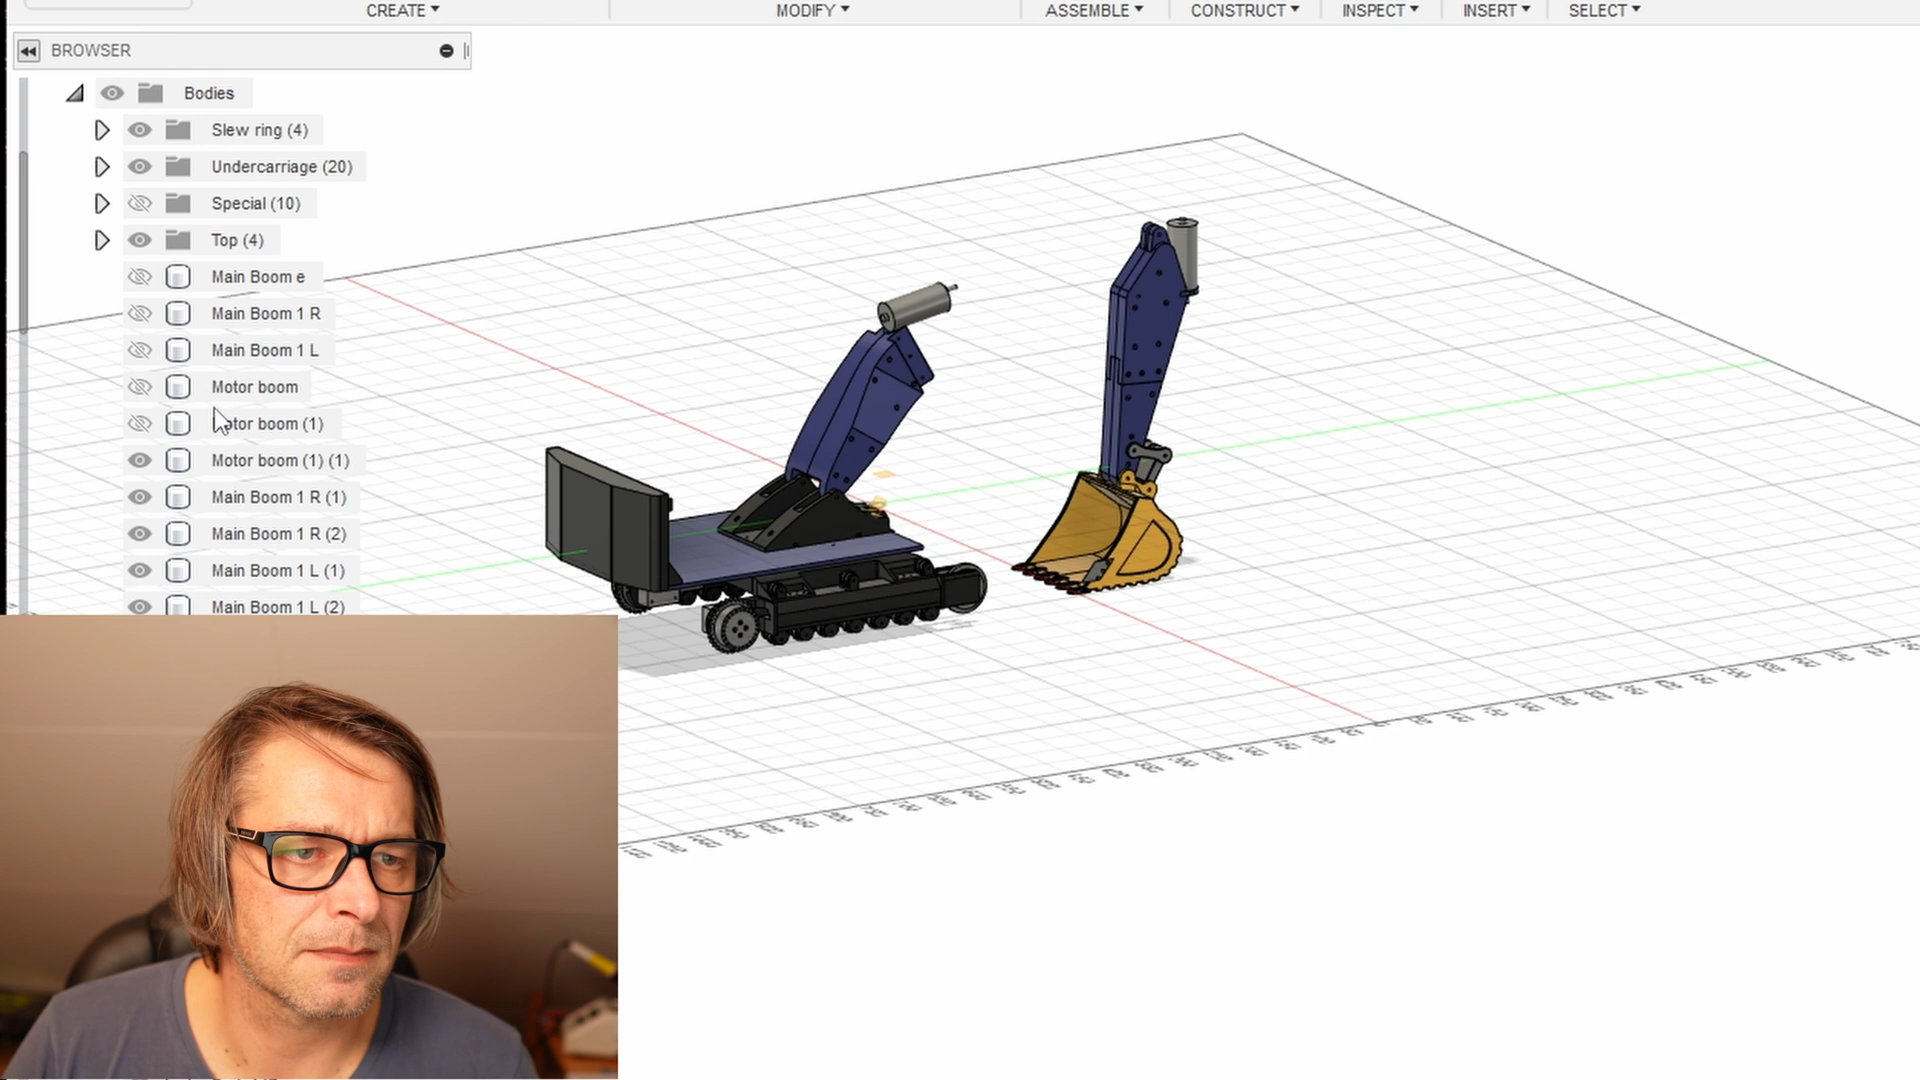 CREATE MODIFY ASSEMBLE CONSTRUCT INSPECT INSERT SELECT
BROWSER
Bodies
Slew ring (4)
Undercarriage (20)
Special (10)
Top (4)
Main Boom e
Main Boom 1 R
Main Boom 1 L
Motor boom
otor boom (1)
Motor boom (1) (1)
Main Boom 1 R (1)
Main Boom 1 R (2)
Main Boom 1 L (1)
Main Boom 1 L (2)